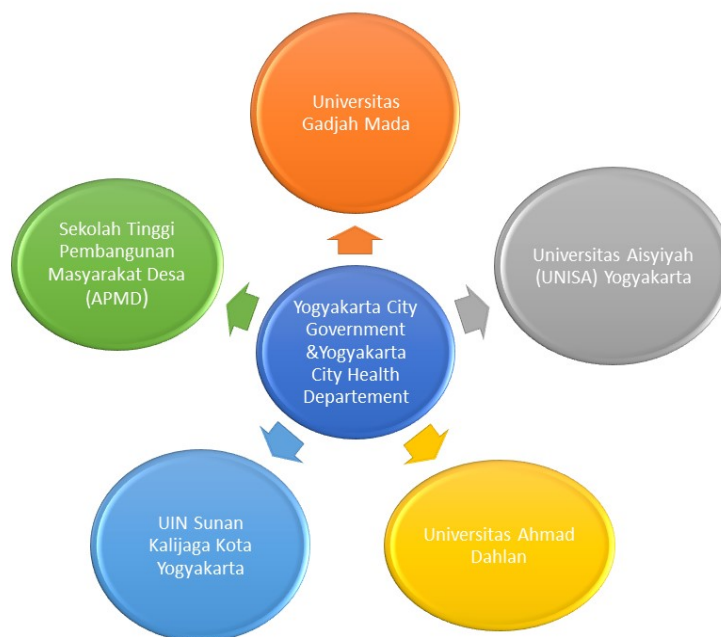 Universitas
Gadjah Mada
Sekolah Tinggi
Pembangunan
Masyarakat Desa
(APMD)
Universitas Aisyiyah
(UNISA) Yogyakarta
Yogyakarta City
Government
&Yogyakarta
City Health
Departement
UIN Sunan
Kalijaga Kota
Yogyakarta
Universitas Ahmad
Dahlan